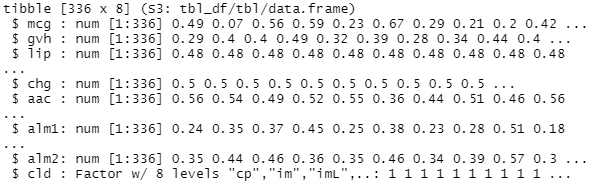 tibble [336 x 8] (S3: tbl_df/tbl/data.frame)
$ mcg : num [1:336] 0.49 0.07 0.56 0.59 0.23 0.67 0.29 0.21 0.2 0.42 ...
$ gvh : num [1:336] 0.29 0.4 0.4 0.49 0.32 0.39 0.28 0.34 0.44 0.4 ...
$ lip : num [1:336] 0.48 0.48 0.48 0.48 0.48 0.48 0.48 0.48 0.48 0.48
...
$ chg : num [1:336] 0.5 0.5 0.5 0.5 0.5 0.5 0.5 0.5 0.5 0.5 ...
$ aac : num [1:336] 0.56 0.54 0.49 0.52 0.55 0.36 0.44 0.51 0.46 0.56
...
$ alm1: num [1:336] 0.24 0.35 0.37 0.45 0.25 0.38 0.23 0.28 0.51 0.18
...
$ alm2: num [1:336] 0.35 0.44 0.46 0.36 0.35 0.46 0.34 0.39 0.57 0.3 ...
$ cld : Factor w/ 8 levels "cp","im","imL",..: 1 1 1 1 1 1 1 1 1 1 ...